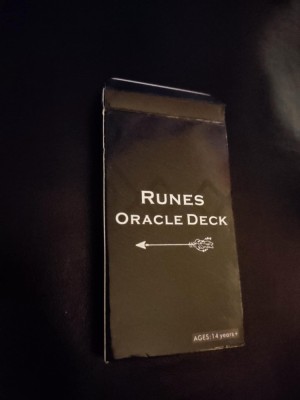 RUNES
ORACLE DECK
AGES: 14 years+